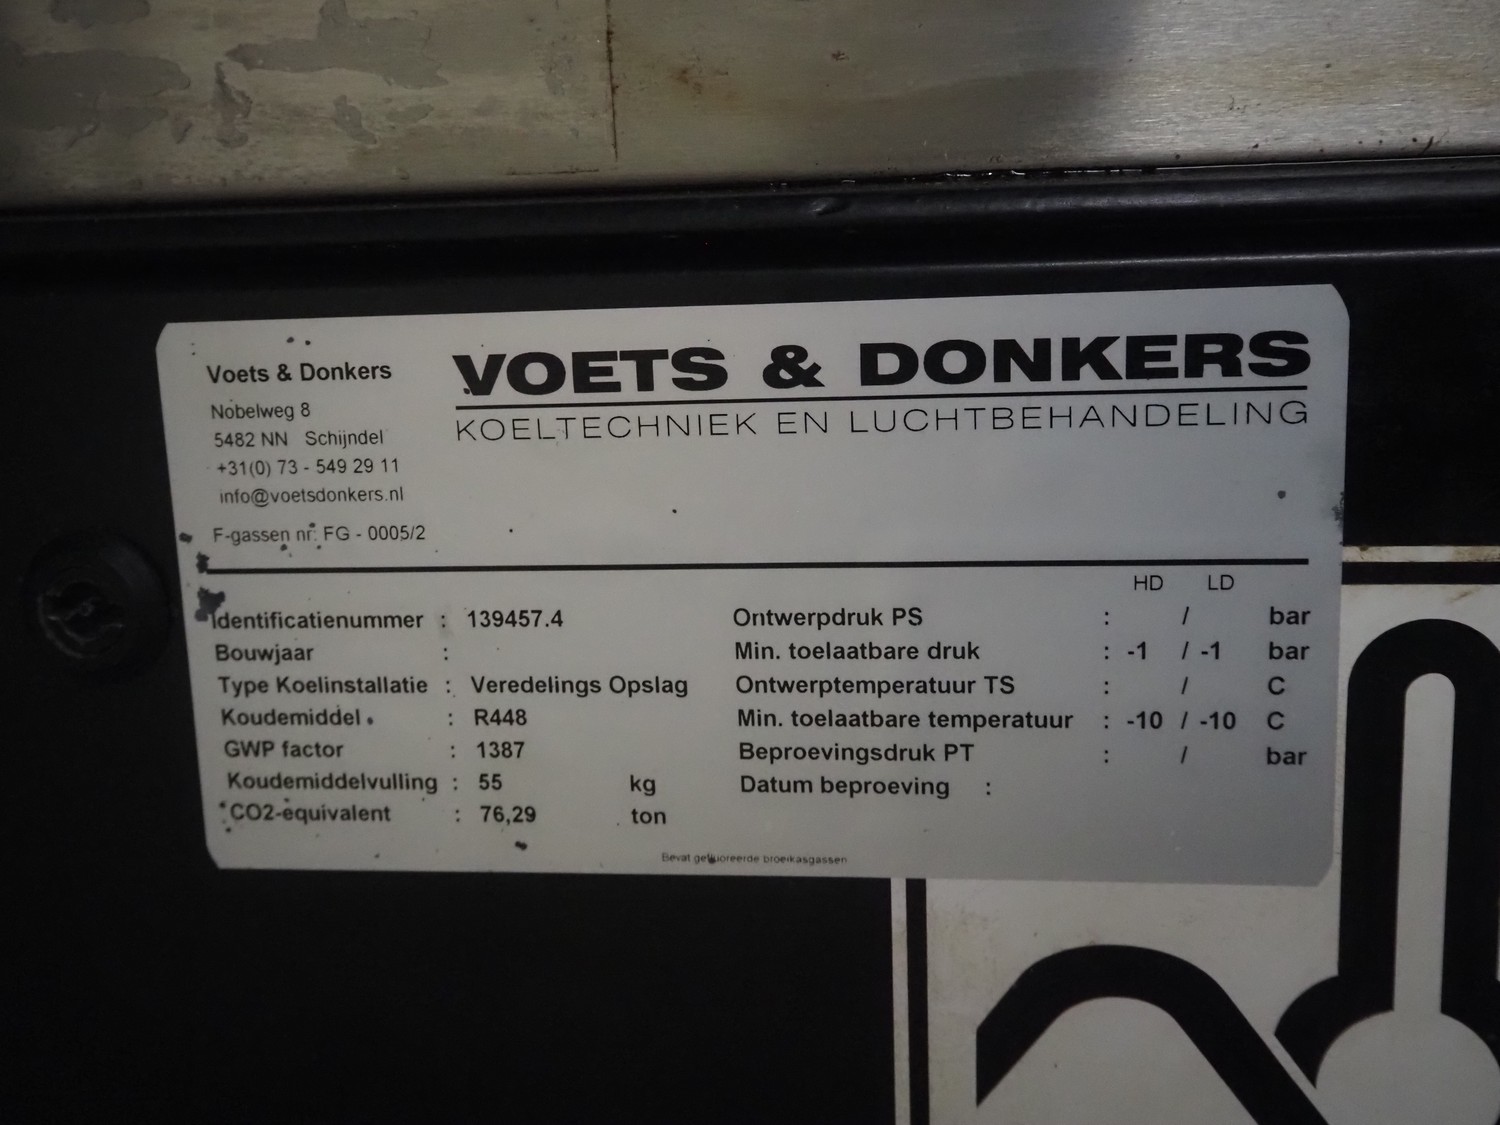 Voets & Donkers
Nobelweg 8
5482 NN Schijndel
+31(0) 73 - 549 29 11
info@voetsdonkers.nl
F-gassen nr: FG - 0005/2
VOETS & DONKERS
KOELTECHNIEK EN LUCHTBEHANDELING
HD LD
Identificatienummer : 139457.4
Bouwjaar :
Type Koelinstallatie : Veredelings Opslag
Koudemiddel : R448
GWP factor : 1387
Koudemiddelvulling : 55 kg
CO2-equivalent : 76,29 ton
Ontwerpdruk PS : / bar
Min. toelaatbare druk : -1 / -1 bar
Ontwerptemperatuur TS : / C
Min. toelaatbare temperatuur : -10 / -10 C
Beproevingsdruk PT : / bar
Datum beproeving :
Bevat gefluoreerde broeikasgassen